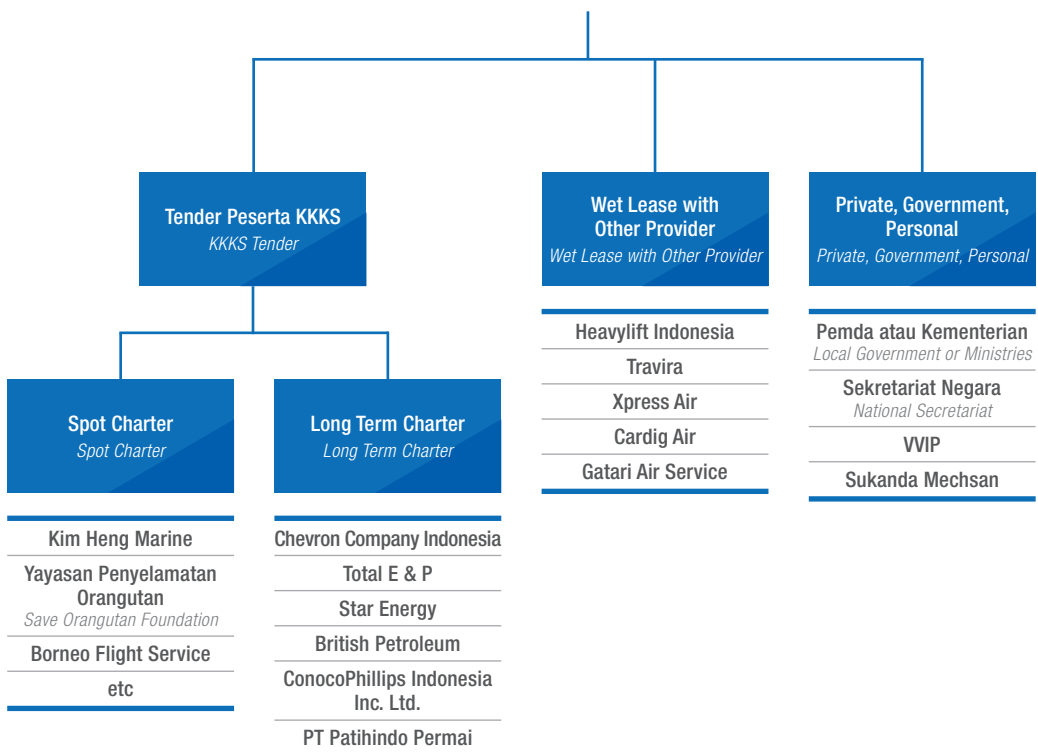 Tender Peserta KKKS
KKKS Tender
Wet Lease with
Other Provider
Wet Lease with Other Provider
Private, Government,
Personal
Private, Government, Personal
Heavylift Indonesia
Travira
Xpress Air
Cardig Air
Gatari Air Service
Pemda atau Kementerian
Local Government or Ministries
Sekretariat Negara
National Secretariat
VVIP
Sukanda Mechsan
Spot Charter
Spot Charter
Long Term Charter
Long Term Charter
Kim Heng Marine
Yayasan Penyelamatan
Orangutan
Save Orangutan Foundation
Borneo Flight Service
etc
Chevron Company Indonesia
Total E & P
Star Energy
British Petroleum
ConocoPhillips Indonesia
Inc. Ltd.
PT Patihindo Permai